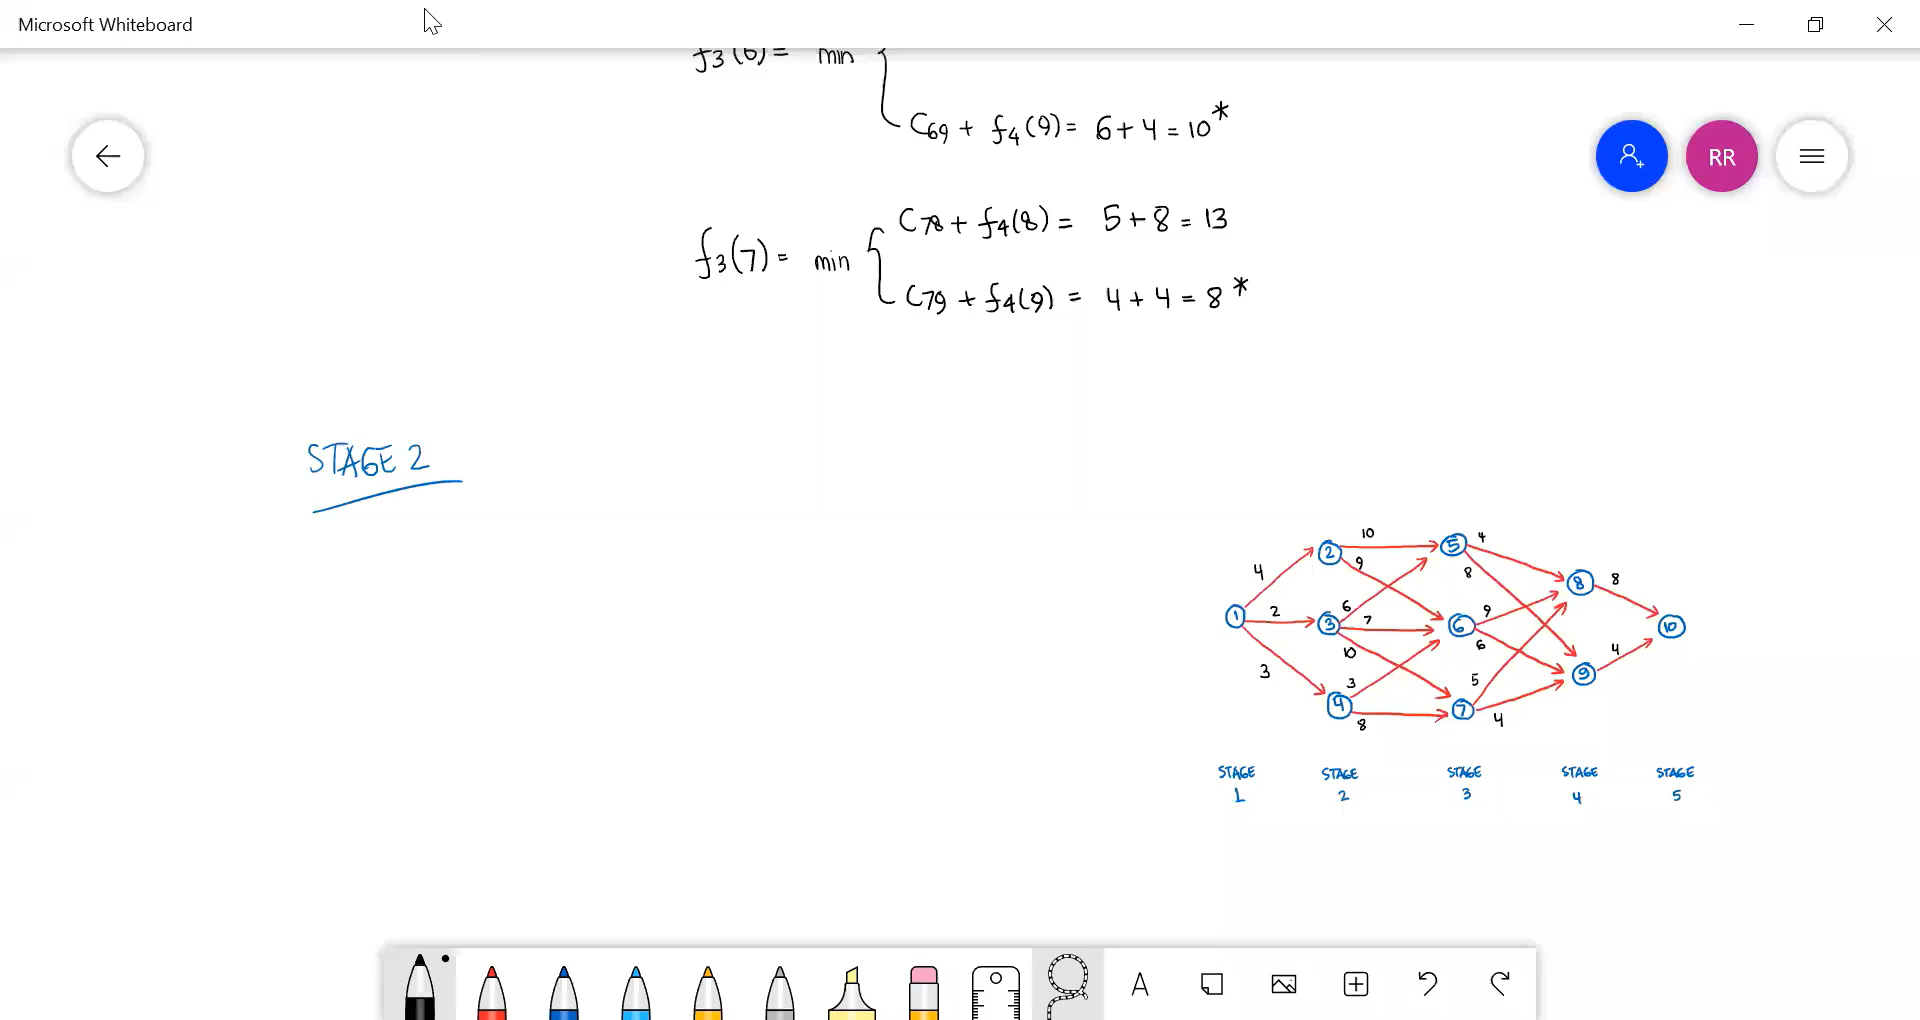 Microsoft Whiteboard
f3(6) = min
C69 + f4(9) = 6 + 4 = 10*
RR
C78 + f4(8) = 5 + 8 = 13
f3(7) = min
C79 + f4(9) = 4 + 4 = 8*
STAGE 2
10
2 5 4
9
4 8 8 8
1 2 3 6 7 6 9 10
10 6 4
3 3 5 9
4 7
8 4
STAGE STAGE STAGE STAGE STAGE
1 2 3 4 5
A